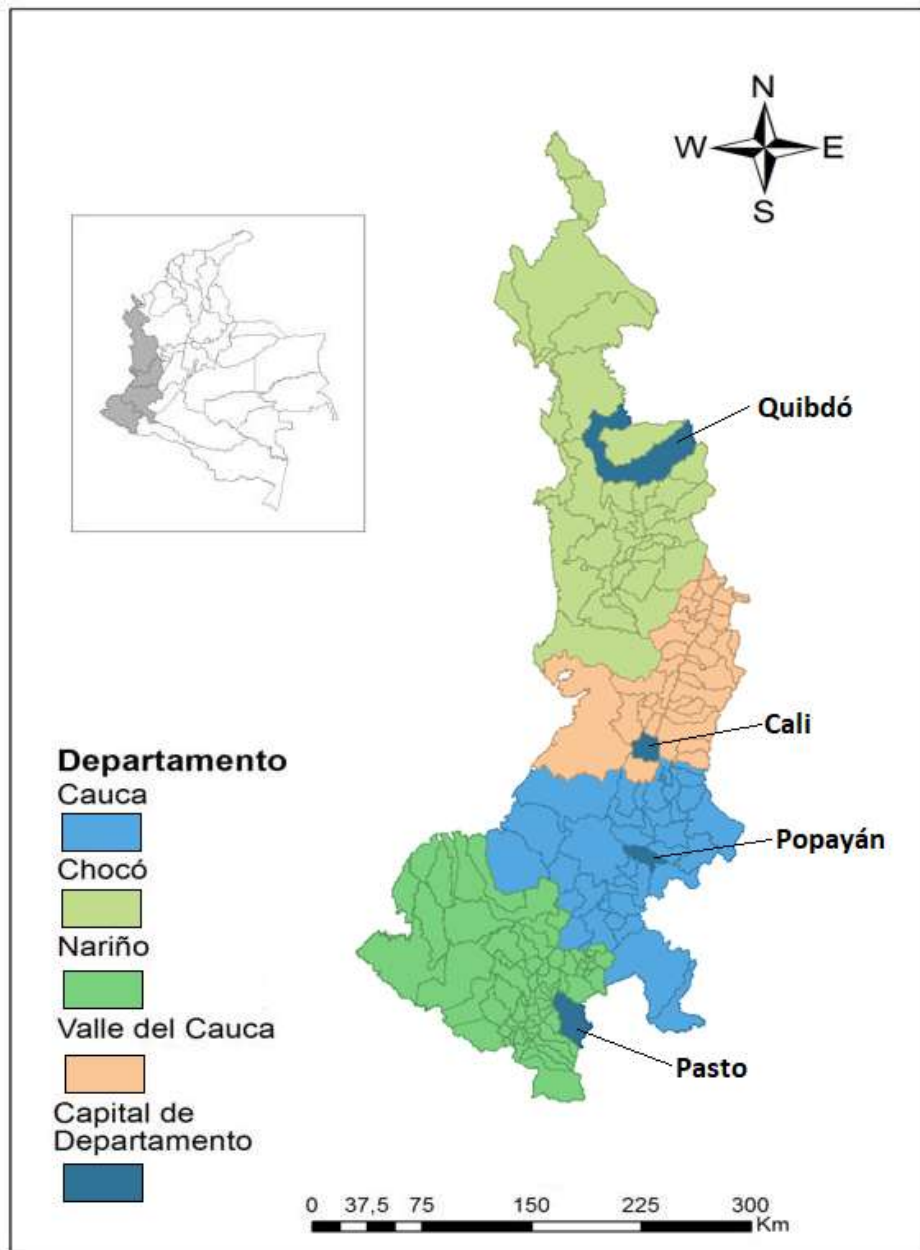 N
W E
S
Quibdó
Cali
Popayán
Pasto
Departamento
Cauca
Chocó
Nariño
Valle del Cauca
Capital de
Departamento
0 37,5 75 150 225 300
Km